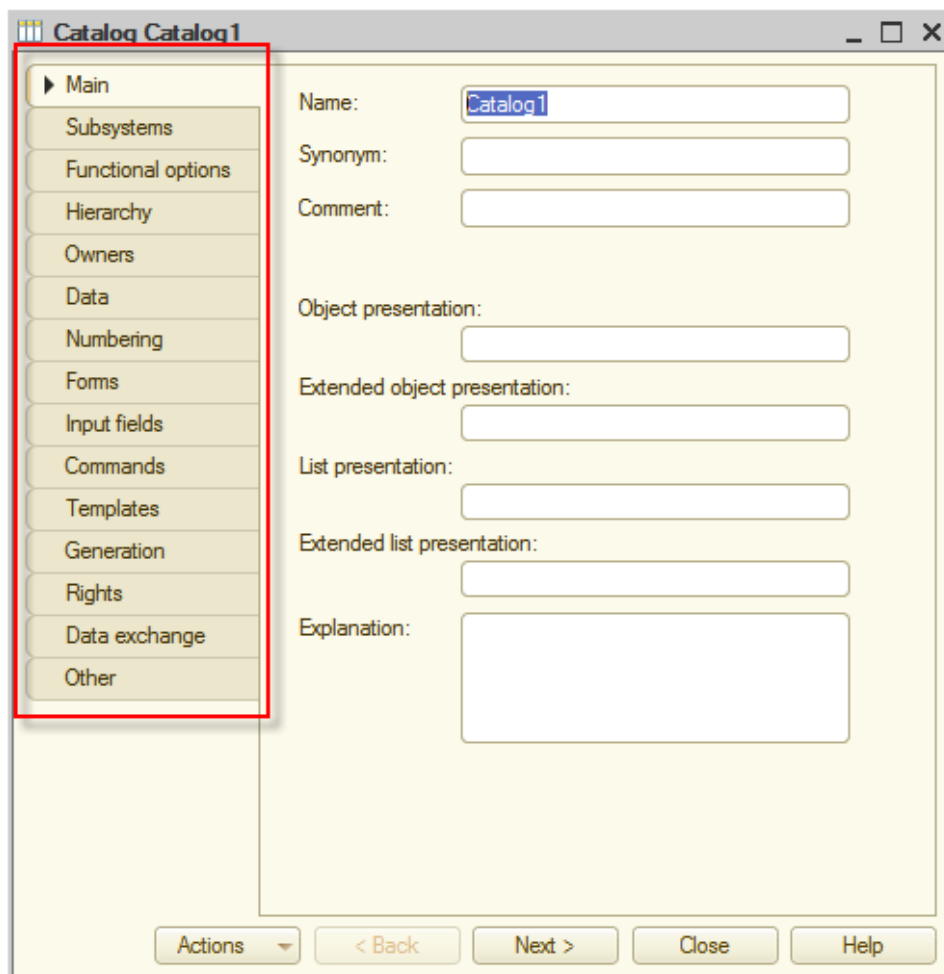 Catalog Catalog1
Main
Subsystems
Functional options
Hierarchy
Owners
Data
Numbering
Forms
Input fields
Commands
Templates
Generation
Rights
Data exchange
Other
Name:
Catalog1
Synonym:
Comment:
Object presentation:
Extended object presentation:
List presentation:
Extended list presentation:
Explanation:
Actions
< Back
Next >
Close
Help